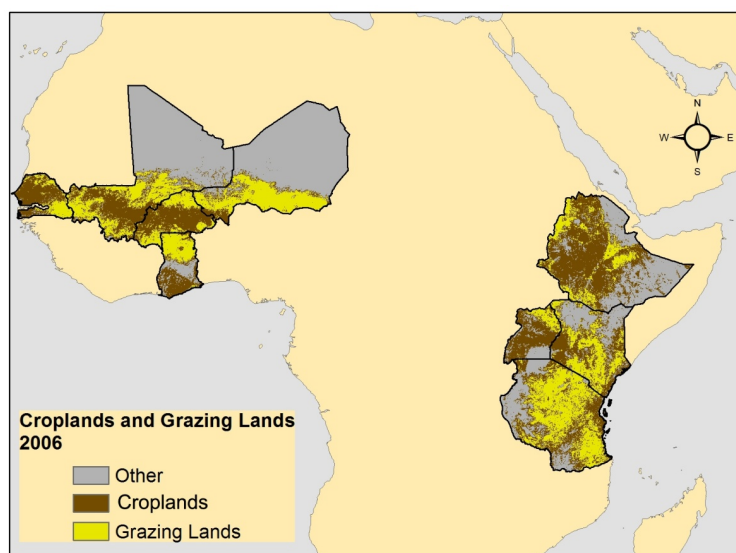 N
W E
S
Croplands and Grazing Lands
2006
Other
Croplands
Grazing Lands